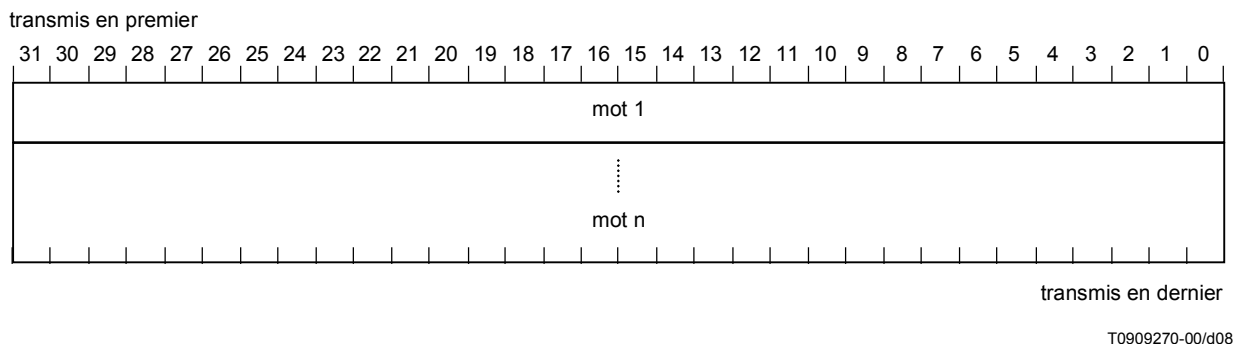 transmis en premier
31 30 29 28 27 26 25 24 23 22 21 20 19 18 17 16 15 14 13 12 11 10 9 8 7 6 5 4 3 2 1 0
mot 1
mot n
transmis en dernier
T0909270-00/d08